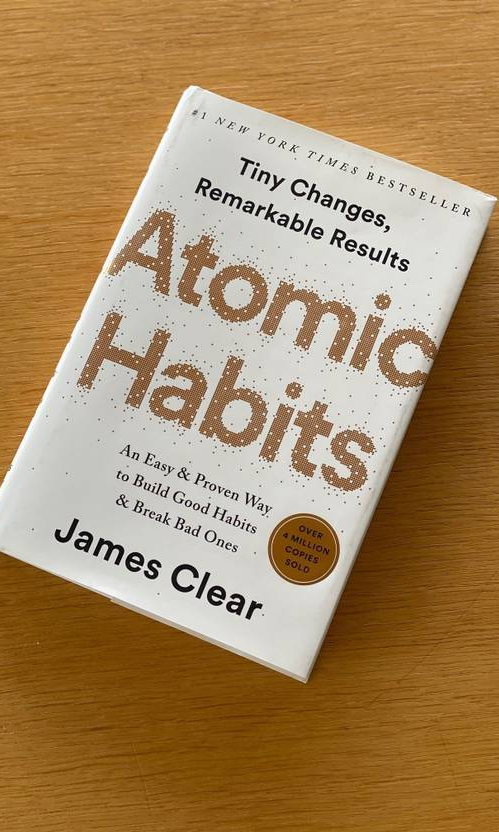 #1 NEW YORK TIMES BESTSELLER
Tiny Changes,
Remarkable Results
Atomic
Habits
An Easy & Proven Way
to Build Good Habits
& Break Bad Ones
OVER
4 MILLION
COPIES
SOLD
James Clear